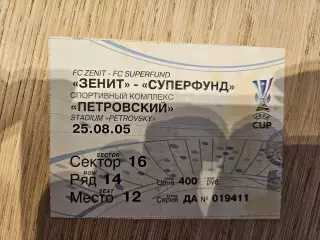 FC ZENIT - FC SUPERFUND
«ЗЕНИТ» - «СУПЕРФУНД»
СПОРТИВНЫЙ КОМПЛЕКС
«ПЕТРОВСКИЙ»
STADIUM «PETROVSKY»
25.08.05
UEFA
CUP
SECTOR
Сектор 16
ROW
Ряд 14
Цена 400 руб.
SEAT
Место 12
Серия ДА № 019411